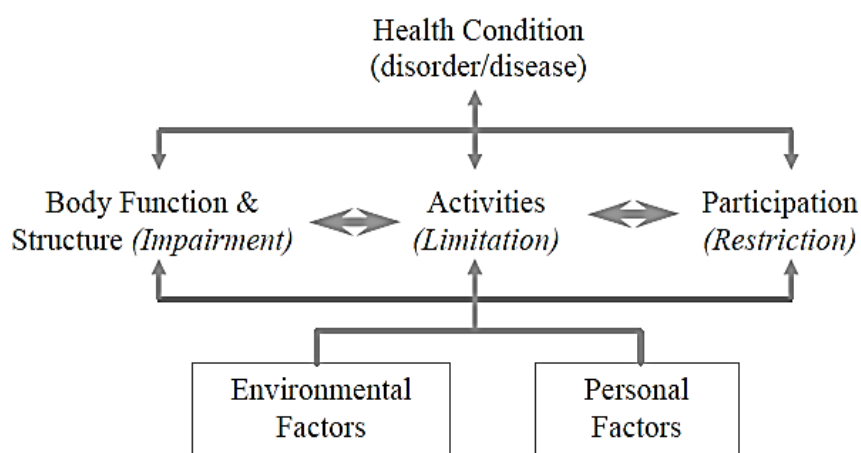 Health Condition
(disorder/disease)
Body Function &
Structure (Impairment)
Activities
(Limitation)
Participation
(Restriction)
Environmental
Factors
Personal
Factors